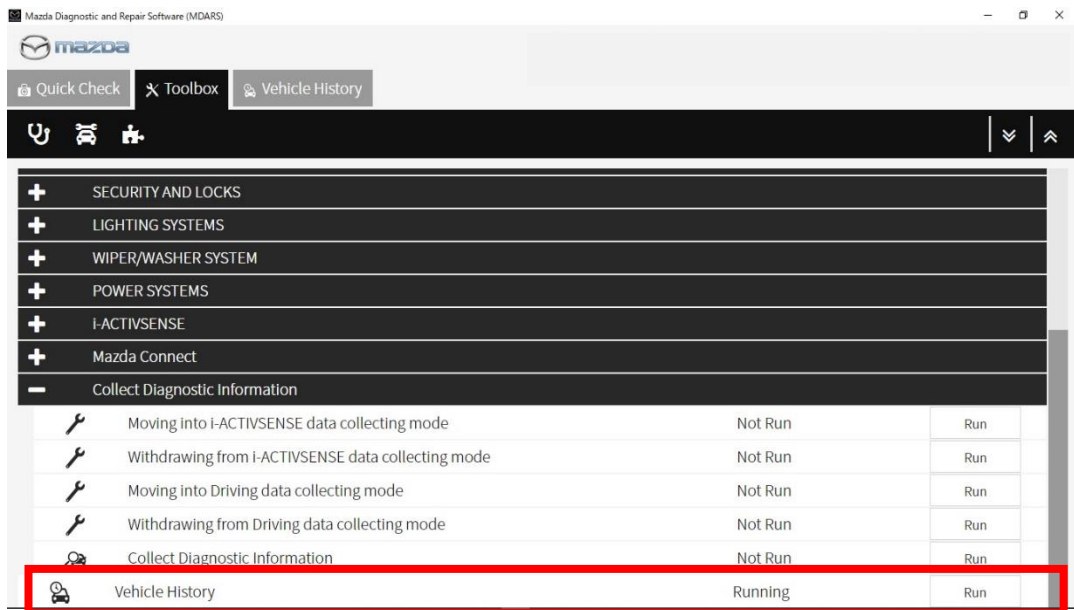 Mazda Diagnostic and Repair Software (MDARS)
mazda
Quick Check Toolbox Vehicle History
SECURITY AND LOCKS
LIGHTING SYSTEMS
WIPER/WASHER SYSTEM
POWER SYSTEMS
i-ACTIVSENSE
Mazda Connect
Collect Diagnostic Information
Moving into i-ACTIVSENSE data collecting mode Not Run Run
Withdrawing from i-ACTIVSENSE data collecting mode Not Run Run
Moving into Driving data collecting mode Not Run Run
Withdrawing from Driving data collecting mode Not Run Run
Collect Diagnostic Information Not Run Run
Vehicle History Running Run